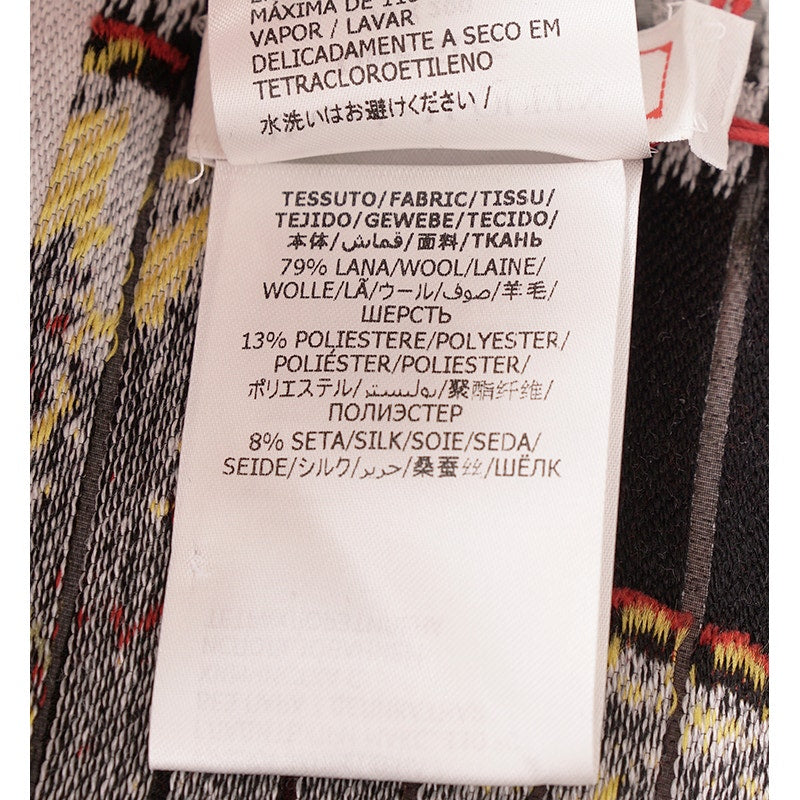 MÁXIMA DE 110
VAPOR / LAVAR
DELICADAMENTE A SECO EM
TETRACLOROETILENO
水洗いはお避けください /
TESSUTO/FABRIC/TISSU/
TEJIDO/GEWEBE/TECIDO/
本体/قماش/面料/ТКАНЬ
79% LANA/WOOL/LAINE/
WOLLE/LÃ/ウール/صوف/羊毛/
ШЕРСТЬ
13% POLIESTERE/POLYESTER/
POLIÉSTER/POLIESTER/
ポリエステル/بوليستر/聚酯纤维/
ПОЛИЭСТЕР
8% SETA/SILK/SOIE/SEDA/
SEIDE/シルク/حرير/桑蚕丝/ШЁЛК